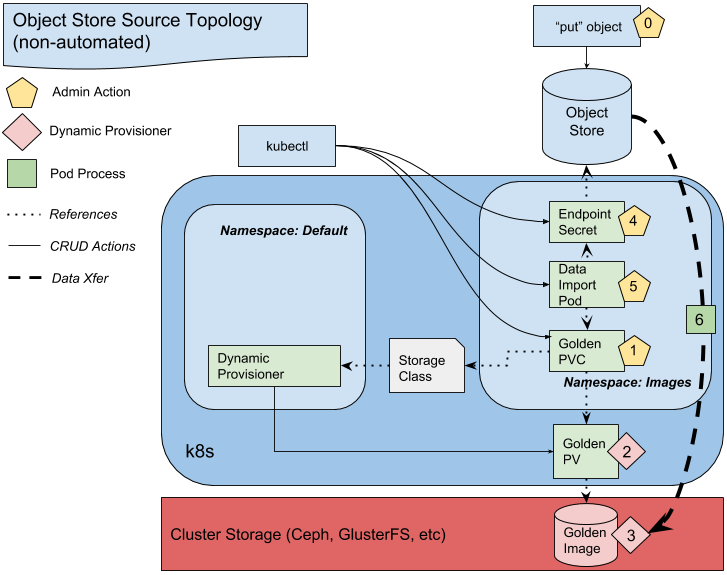 Object Store Source Topology
(non-automated)
"put" object
0
Admin Action
Dynamic Provisioner
Pod Process
References
CRUD Actions
Data Xfer
Object
Store
kubectl
Namespace: Default
Endpoint
Secret
4
Data
Import
Pod
5
6
Golden
PVC
1
Namespace: Images
Dynamic
Provisioner
Storage
Class
k8s
Golden
PV
2
Cluster Storage (Ceph, GlusterFS, etc)
Golden
Image
3